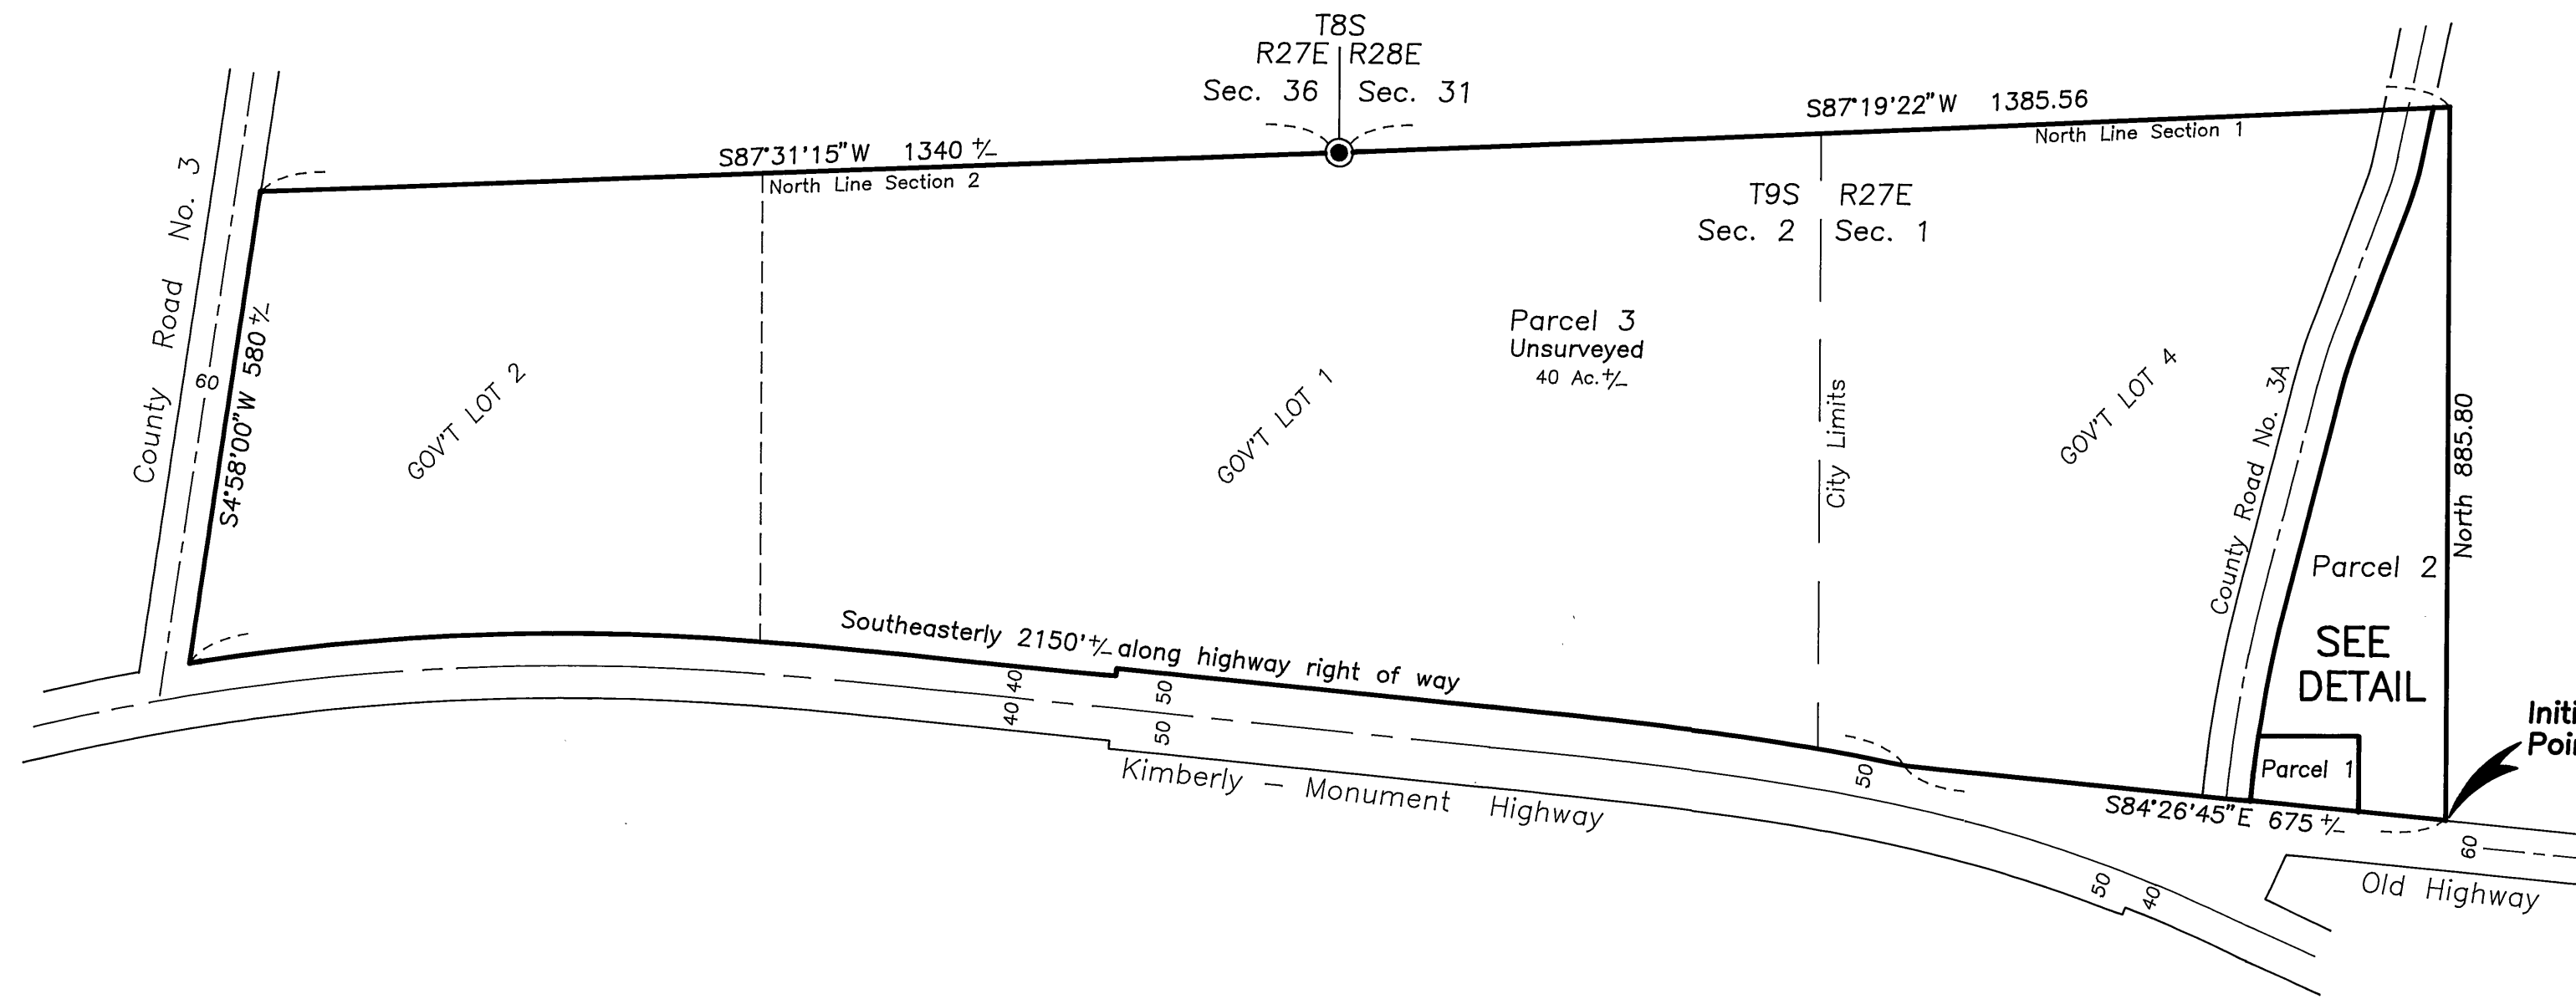 T8S
R27E R28E
Sec. 36 Sec. 31
S87°31'15"W 1340 +/-
North Line Section 2
S87°19'22"W 1385.56
North Line Section 1
T9S R27E
Sec. 2 Sec. 1
County Road No. 3
60
S4°58'00"W 580 +/-
GOV'T LOT 2
GOV'T LOT 1
Parcel 3
Unsurveyed
40 Ac.+/-
City Limits
GOV'T LOT 4
County Road No. 3A
North 885.80
Parcel 2
SEE
DETAIL
Parcel 1
Southeasterly 2150'+/- along highway right of way
40
40
50
50
50
Kimberly – Monument Highway
S84°26'45"E 675 +/-
50
40
60
Old Highway
Initi
Poi